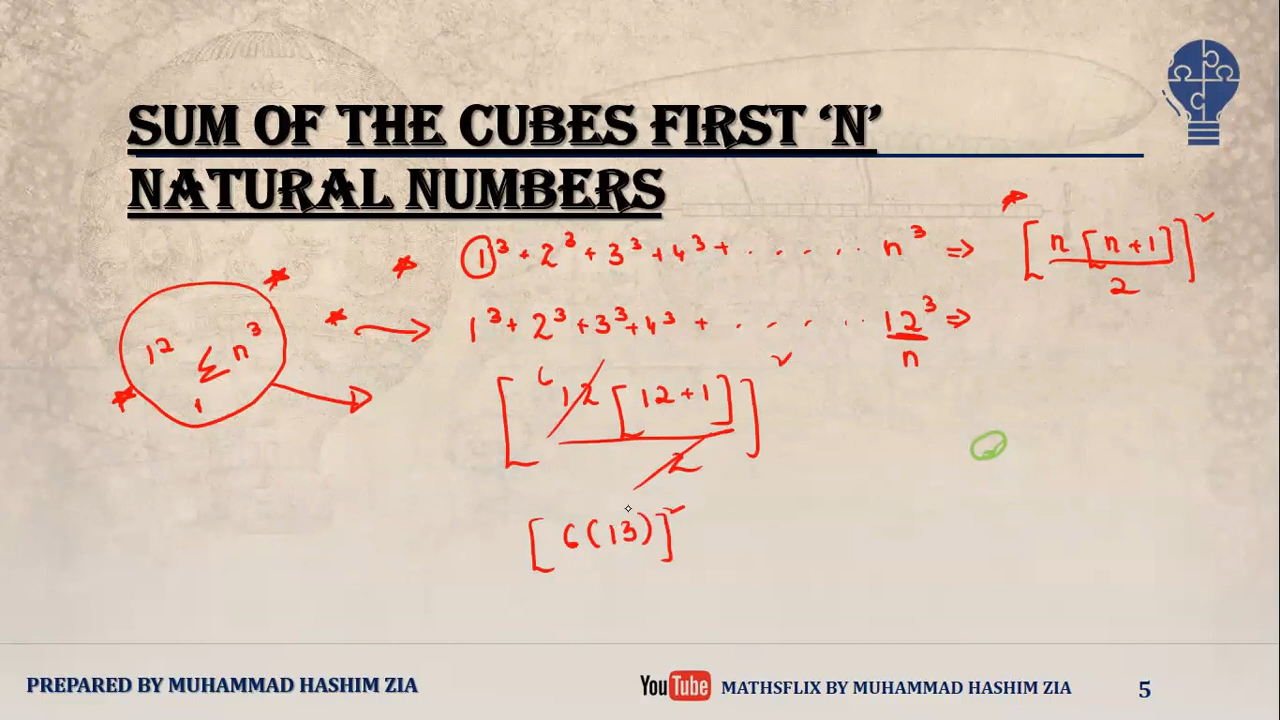 SUM OF THE CUBES FIRST ‘N’
NATURAL NUMBERS
1³ + 2³ + 3³ + 4³ + . . . . . . n³ ⇒ [n[n+1]/2]²
1³ + 2³ + 3³ + 4³ + . . . . . . 12³ ⇒
n
12 Σ n³
1
[6 12[12+1]/2]²
[6(13)]²
PREPARED BY MUHAMMAD HASHIM ZIA
YouTube MATHSFLIX BY MUHAMMAD HASHIM ZIA
5